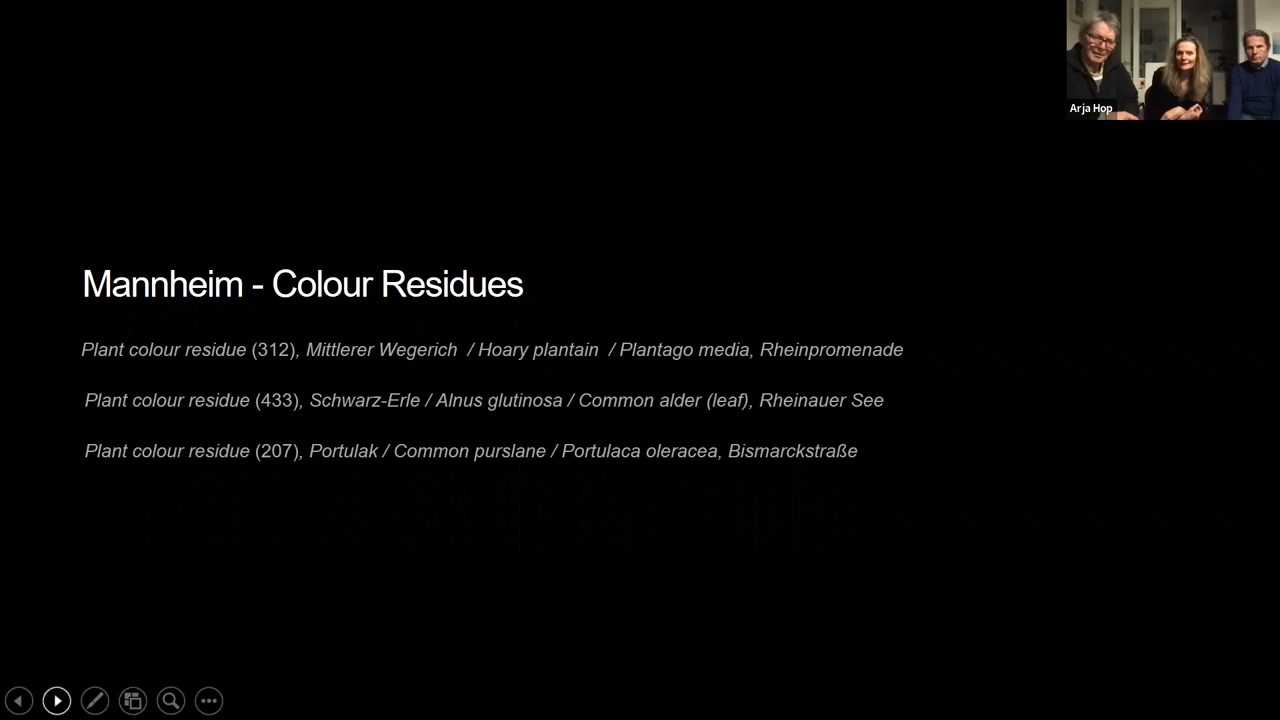 Arja Hop
Mannheim - Colour Residues
Plant colour residue (312), Mittlerer Wegerich / Hoary plantain / Plantago media, Rheinpromenade
Plant colour residue (433), Schwarz-Erle / Alnus glutinosa / Common alder (leaf), Rheinauer See
Plant colour residue (207), Portulak / Common purslane / Portulaca oleracea, Bismarckstraße